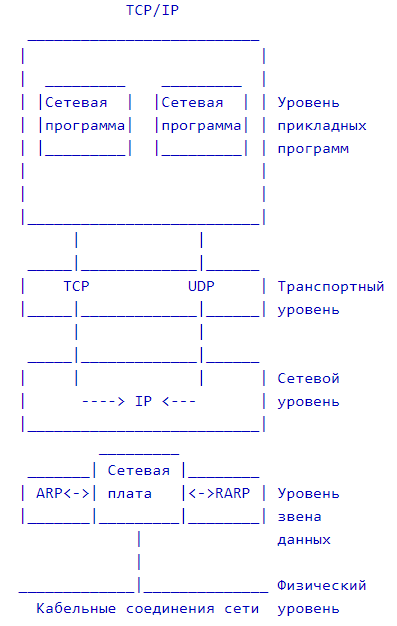 TCP/IP
Сетевая Сетевая Уровень
программа программа прикладных
программ
TCP UDP Транспортный
уровень
Сетевой
----> IP <--- уровень
Сетевая
ARP<-> плата <->RARP Уровень
звена
данных
Физический
Кабельные соединения сети уровень